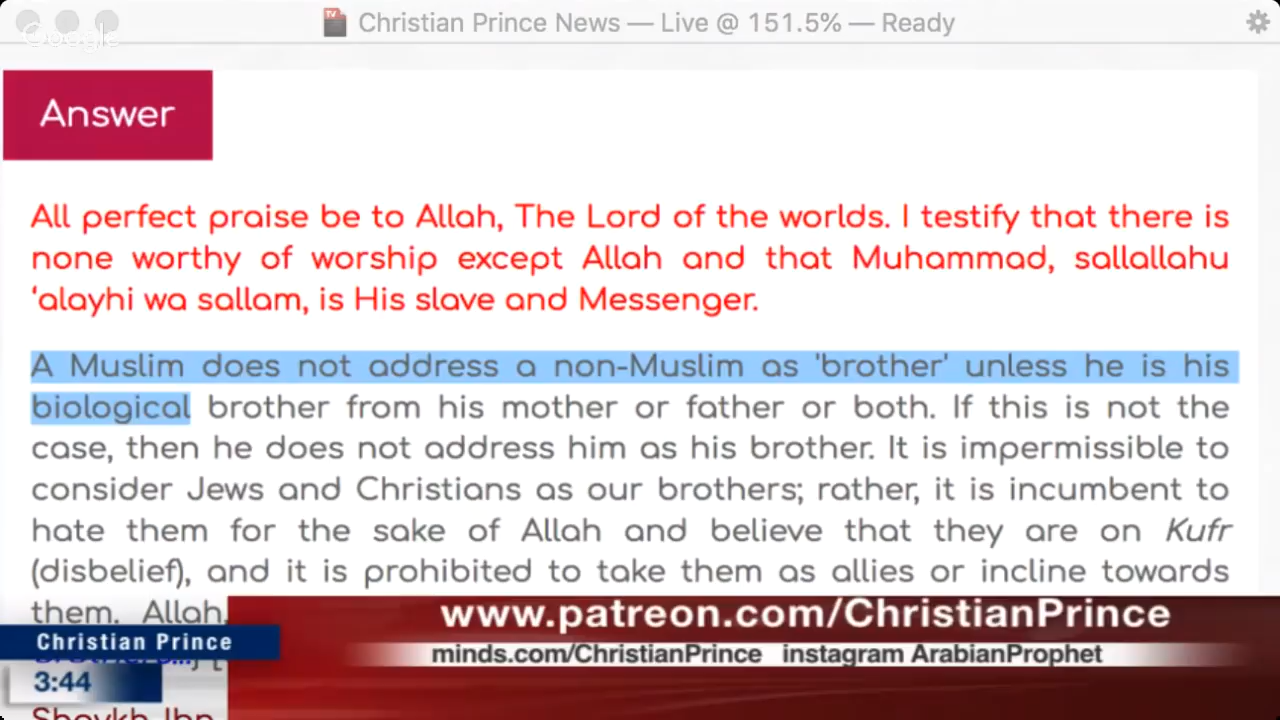 Christian Prince News — Live @ 151.5% — Ready
Google
Answer
All perfect praise be to Allah, The Lord of the worlds. I testify that there is
none worthy of worship except Allah and that Muhammad, sallallahu
‘alayhi wa sallam, is His slave and Messenger.
A Muslim does not address a non-Muslim as 'brother' unless he is his
biological brother from his mother or father or both. If this is not the
case, then he does not address him as his brother. It is impermissible to
consider Jews and Christians as our brothers; rather, it is incumbent to
hate them for the sake of Allah and believe that they are on Kufr
(disbelief), and it is prohibited to take them as allies or incline towards
them. Allah,
www.patreon.com/ChristianPrince
Christian Prince
minds.com/ChristianPrince instagram ArabianProphet
3:44